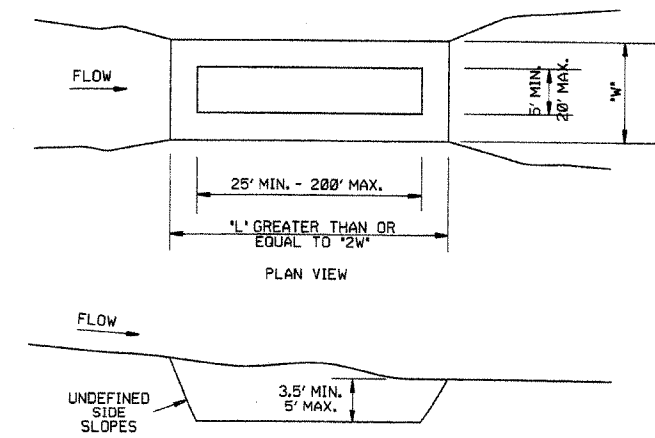 FLOW
5' MIN.
20' MAX.
"W"
25' MIN. - 200' MAX.
"L" GREATER THAN OR
EQUAL TO "2W"
PLAN VIEW
FLOW
3.5' MIN.
5' MAX.
UNDEFINED
SIDE
SLOPES